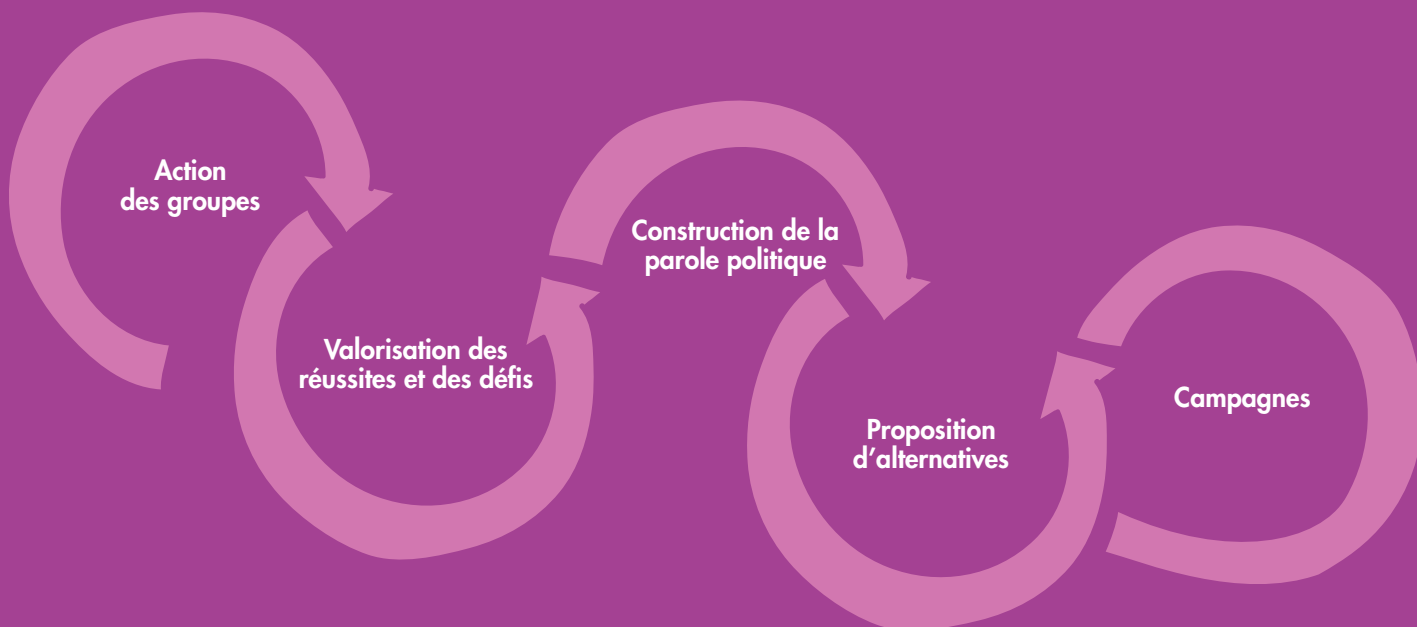 Action
des groupes
Valorisation des
réussites et des défis
Construction de la
parole politique
Proposition
d’alternatives
Campagnes